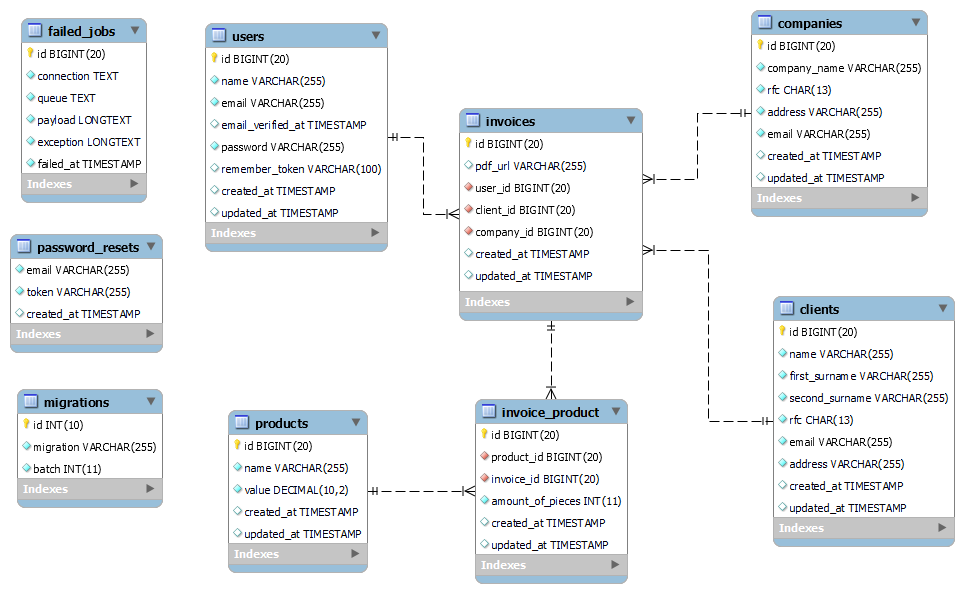 failed_jobs
id BIGINT(20)
connection TEXT
queue TEXT
payload LONGTEXT
exception LONGTEXT
failed_at TIMESTAMP
Indexes
users
id BIGINT(20)
name VARCHAR(255)
email VARCHAR(255)
email_verified_at TIMESTAMP
password VARCHAR(255)
remember_token VARCHAR(100)
created_at TIMESTAMP
updated_at TIMESTAMP
Indexes
companies
id BIGINT(20)
company_name VARCHAR(255)
rfc CHAR(13)
address VARCHAR(255)
email VARCHAR(255)
created_at TIMESTAMP
updated_at TIMESTAMP
Indexes
invoices
id BIGINT(20)
pdf_url VARCHAR(255)
user_id BIGINT(20)
client_id BIGINT(20)
company_id BIGINT(20)
created_at TIMESTAMP
updated_at TIMESTAMP
Indexes
password_resets
email VARCHAR(255)
token VARCHAR(255)
created_at TIMESTAMP
Indexes
clients
id BIGINT(20)
name VARCHAR(255)
first_surname VARCHAR(255)
second_surname VARCHAR(255)
rfc CHAR(13)
email VARCHAR(255)
address VARCHAR(255)
created_at TIMESTAMP
updated_at TIMESTAMP
Indexes
migrations
id INT(10)
migration VARCHAR(255)
batch INT(11)
Indexes
products
id BIGINT(20)
name VARCHAR(255)
value DECIMAL(10,2)
created_at TIMESTAMP
updated_at TIMESTAMP
Indexes
invoice_product
id BIGINT(20)
product_id BIGINT(20)
invoice_id BIGINT(20)
amount_of_pieces INT(11)
created_at TIMESTAMP
updated_at TIMESTAMP
Indexes